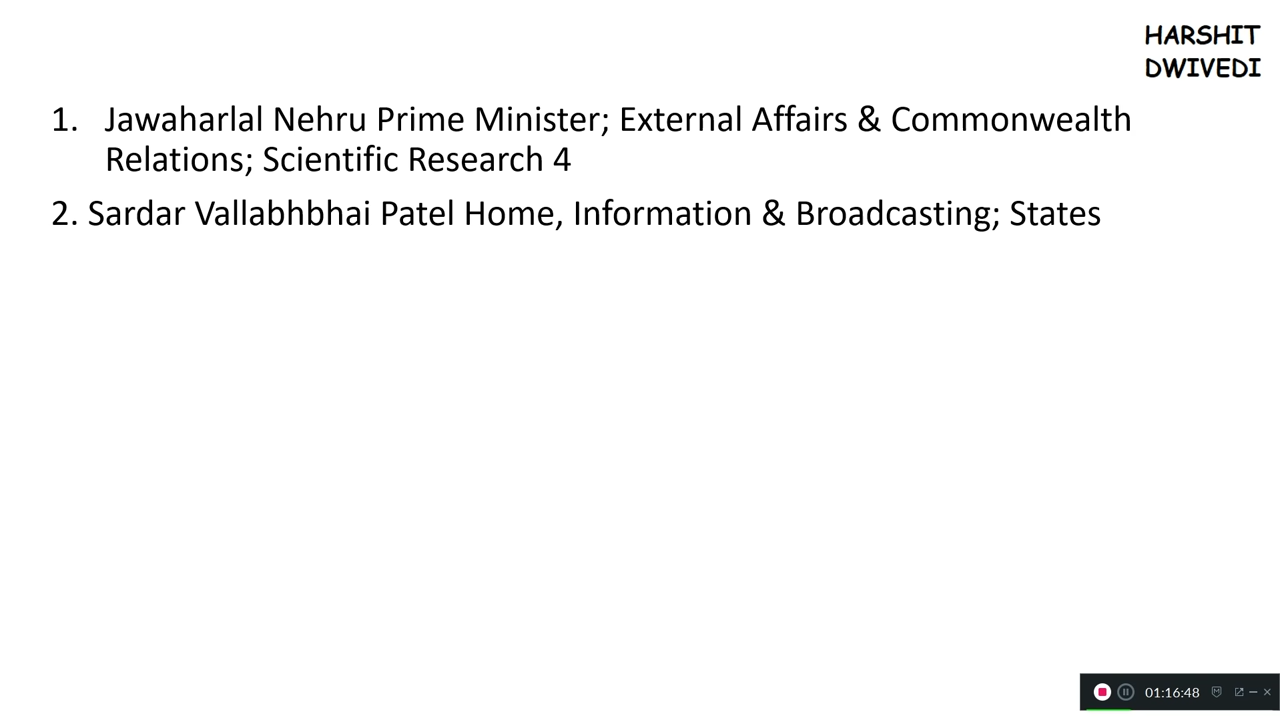 HARSHIT
DWIVEDI
1. Jawaharlal Nehru Prime Minister; External Affairs & Commonwealth
Relations; Scientific Research 4
2. Sardar Vallabhbhai Patel Home, Information & Broadcasting; States
01:16:48